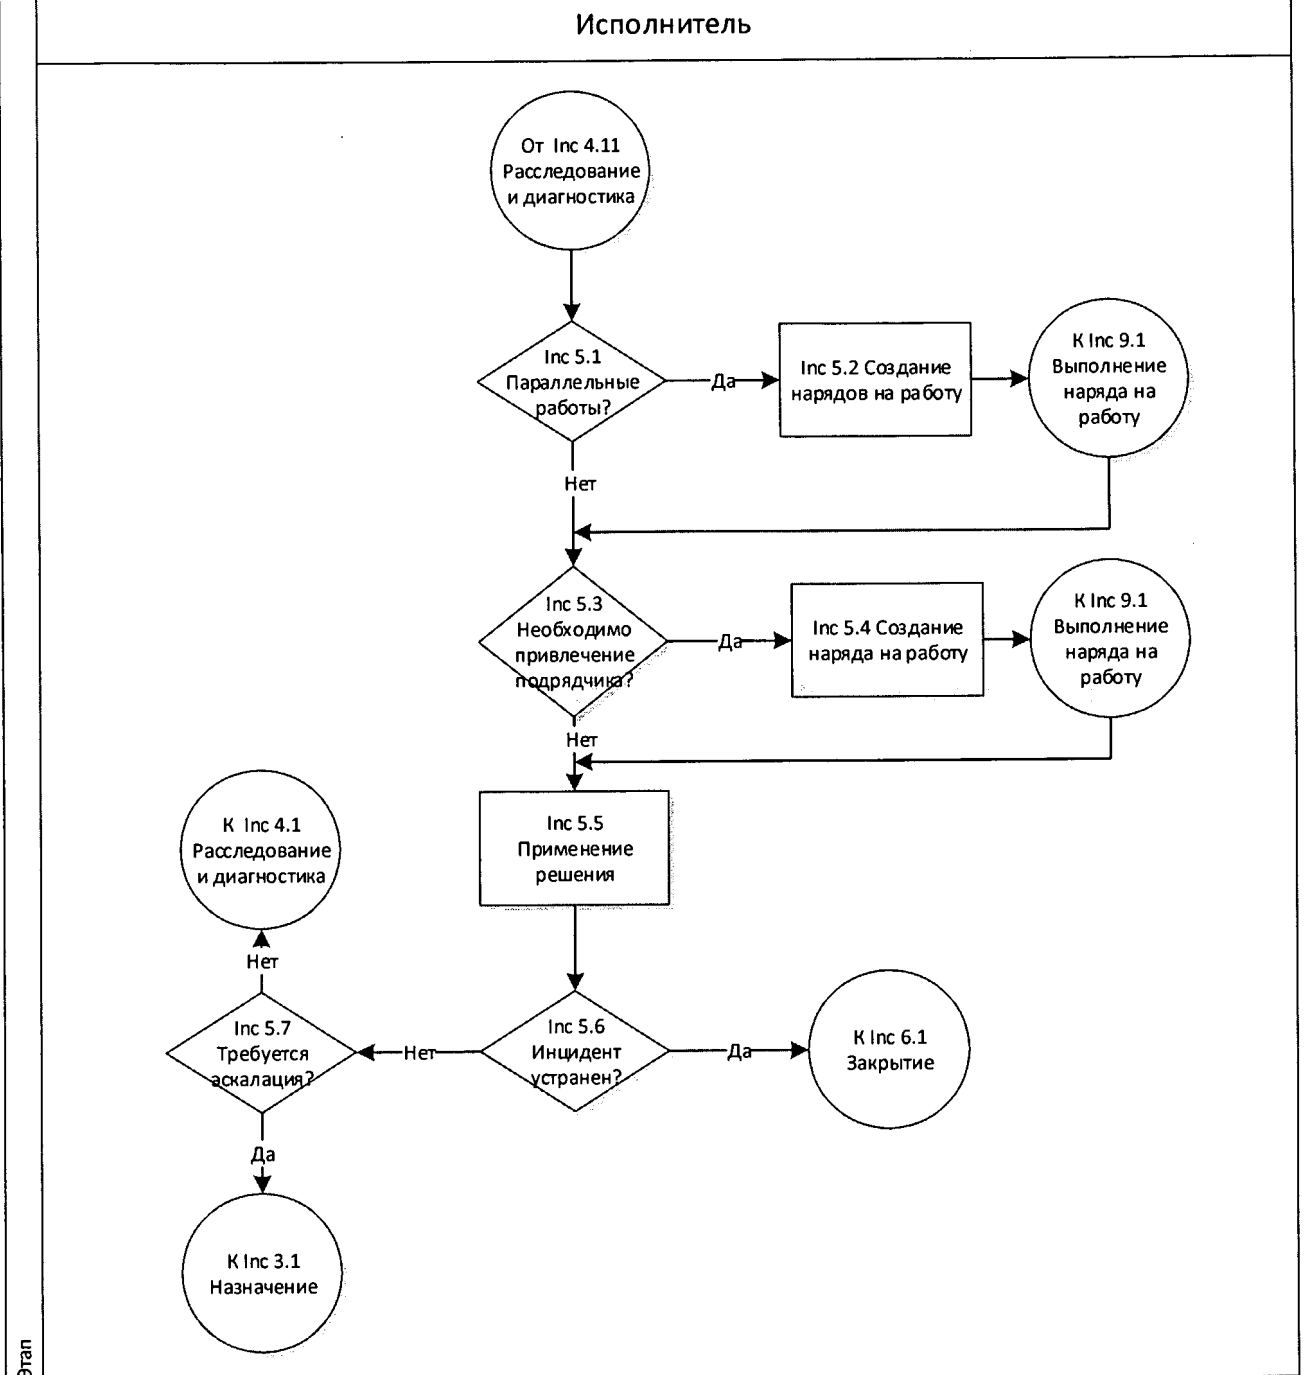 Исполнитель
От Inc 4.11
Расследование
и диагностика
Inc 5.1
Параллельные
работы?
Да
Inc 5.2 Создание
нарядов на работу
К Inc 9.1
Выполнение
наряда на
работу
Нет
Inc 5.3
Необходимо
привлечение
подрядчика?
Да
Inc 5.4 Создание
наряда на работу
К Inc 9.1
Выполнение
наряда на
работу
Нет
Inc 5.5
Применение
решения
К Inc 4.1
Расследование
и диагностика
Нет
Inc 5.7
Требуется
эскалация?
Нет
Inc 5.6
Инцидент
устранен?
Да
К Inc 6.1
Закрытие
Да
К Inc 3.1
Назначение
Этап